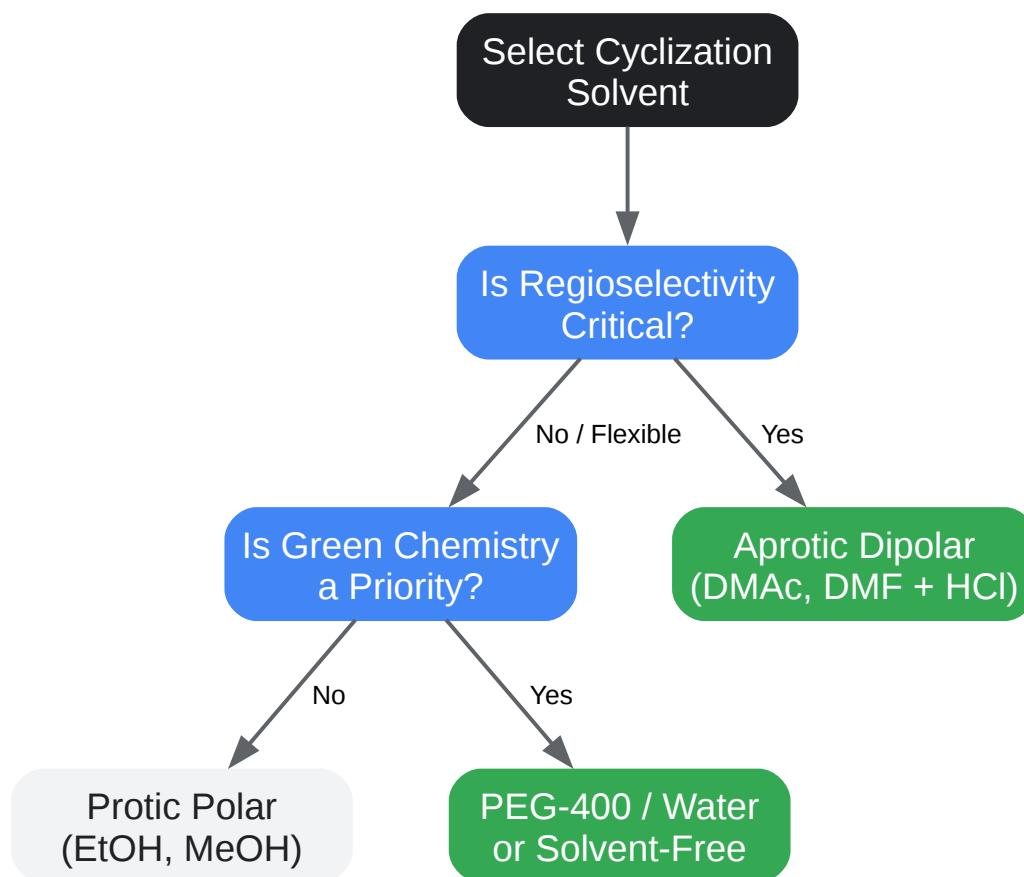 Select Cyclization
Solvent
Is Regioselectivity
Critical?
No / Flexible
Yes
Is Green Chemistry
a Priority?
Aprotic Dipolar
(DMAc, DMF + HCl)
No
Yes
Protic Polar
(EtOH, MeOH)
PEG-400 / Water
or Solvent-Free